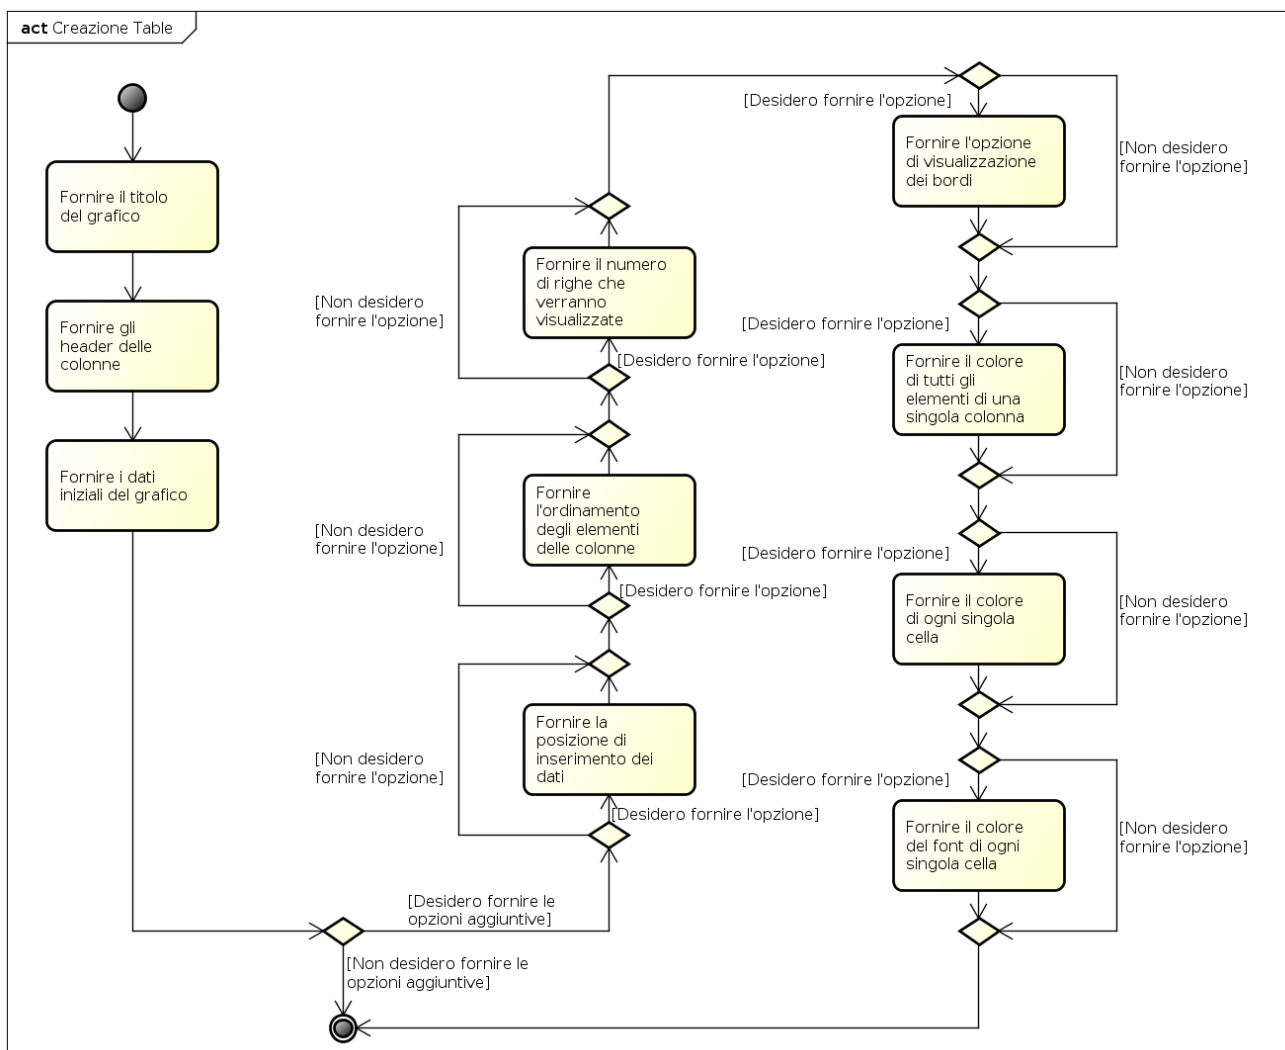 act Creazione Table
Fornire il titolo
del grafico
Fornire gli
header delle
colonne
Fornire i dati
iniziali del grafico
[Desidero fornire le
opzioni aggiuntive]
[Non desidero fornire le
opzioni aggiuntive]
[Desidero fornire l'opzione]
[Non desidero
fornire l'opzione]
Fornire la
posizione di
inserimento dei
dati
[Desidero fornire l'opzione]
[Non desidero
fornire l'opzione]
Fornire
l'ordinamento
degli elementi
delle colonne
[Desidero fornire l'opzione]
[Non desidero
fornire l'opzione]
Fornire il numero
di righe che
verranno
visualizzate
[Desidero fornire l'opzione]
[Non desidero
fornire l'opzione]
Fornire l'opzione
di visualizzazione
dei bordi
[Desidero fornire l'opzione]
[Non desidero
fornire l'opzione]
Fornire il colore
di tutti gli
elementi di una
singola colonna
[Desidero fornire l'opzione]
[Non desidero
fornire l'opzione]
Fornire il colore
di ogni singola
cella
[Desidero fornire l'opzione]
[Non desidero
fornire l'opzione]
Fornire il colore
del font di ogni
singola cella